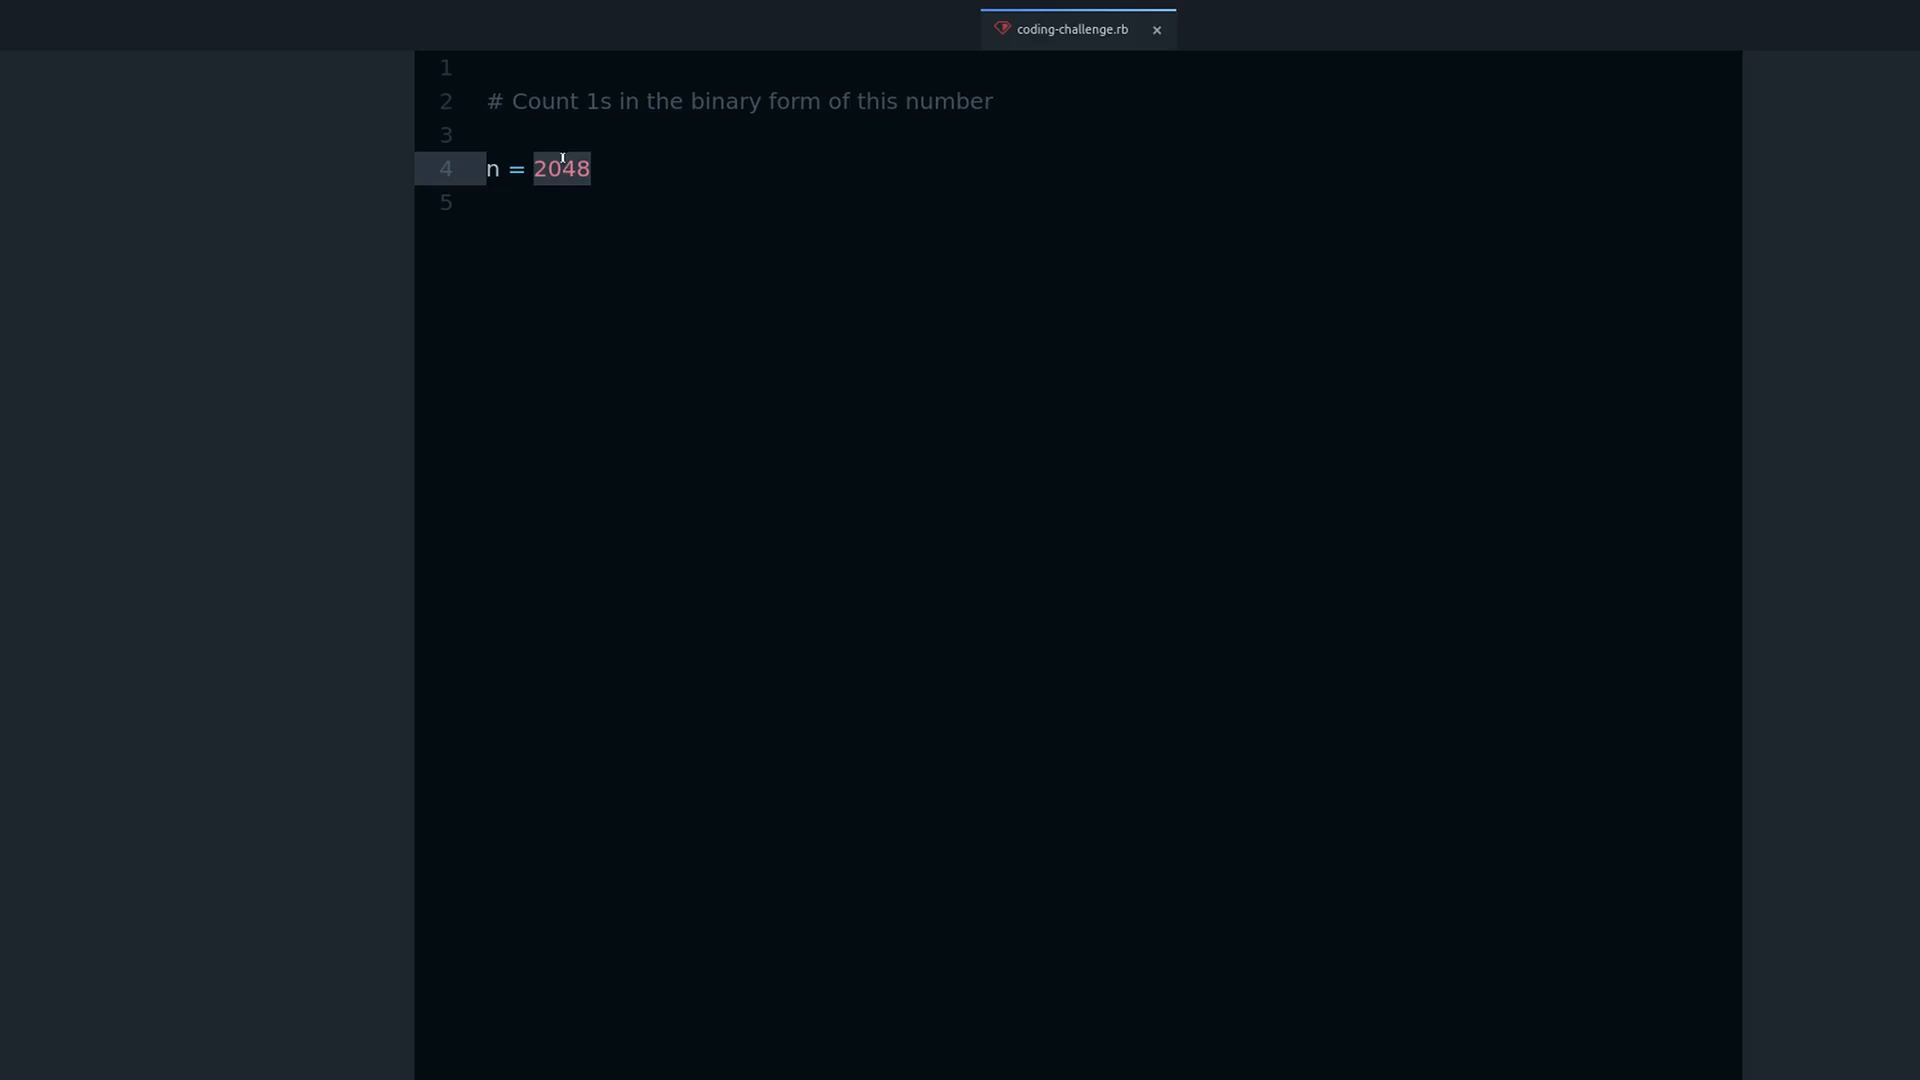 coding-challenge.rb ×
1
2 # Count 1s in the binary form of this number
3
4 n = 2048
5